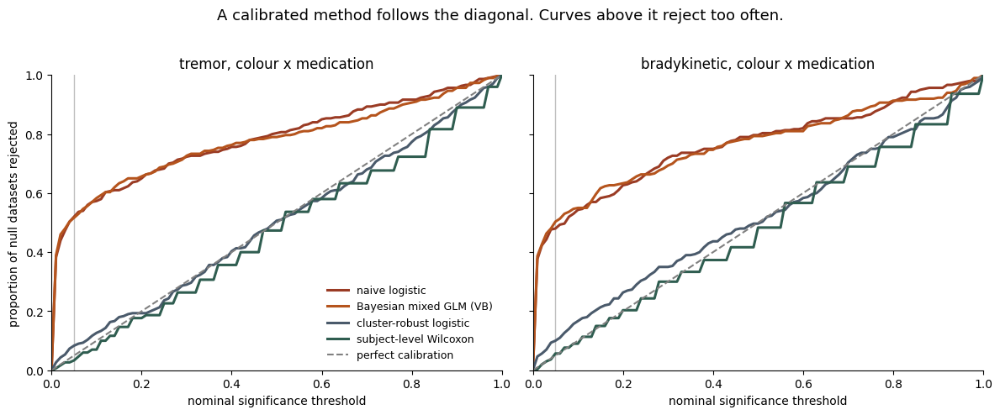 A calibrated method follows the diagonal. Curves above it reject too often.
tremor, colour x medication
bradykinetic, colour x medication
proportion of null datasets rejected
1.0
0.8
0.6
0.4
0.2
0.0
naive logistic
Bayesian mixed GLM (VB)
cluster-robust logistic
subject-level Wilcoxon
perfect calibration
0.0 0.2 0.4 0.6 0.8 1.0
0.0 0.2 0.4 0.6 0.8 1.0
nominal significance threshold
nominal significance threshold